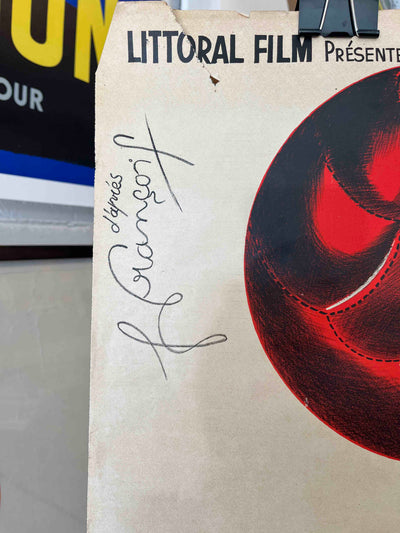 LITTORAL FILM PRÉSENTE
OUR
d'après
François